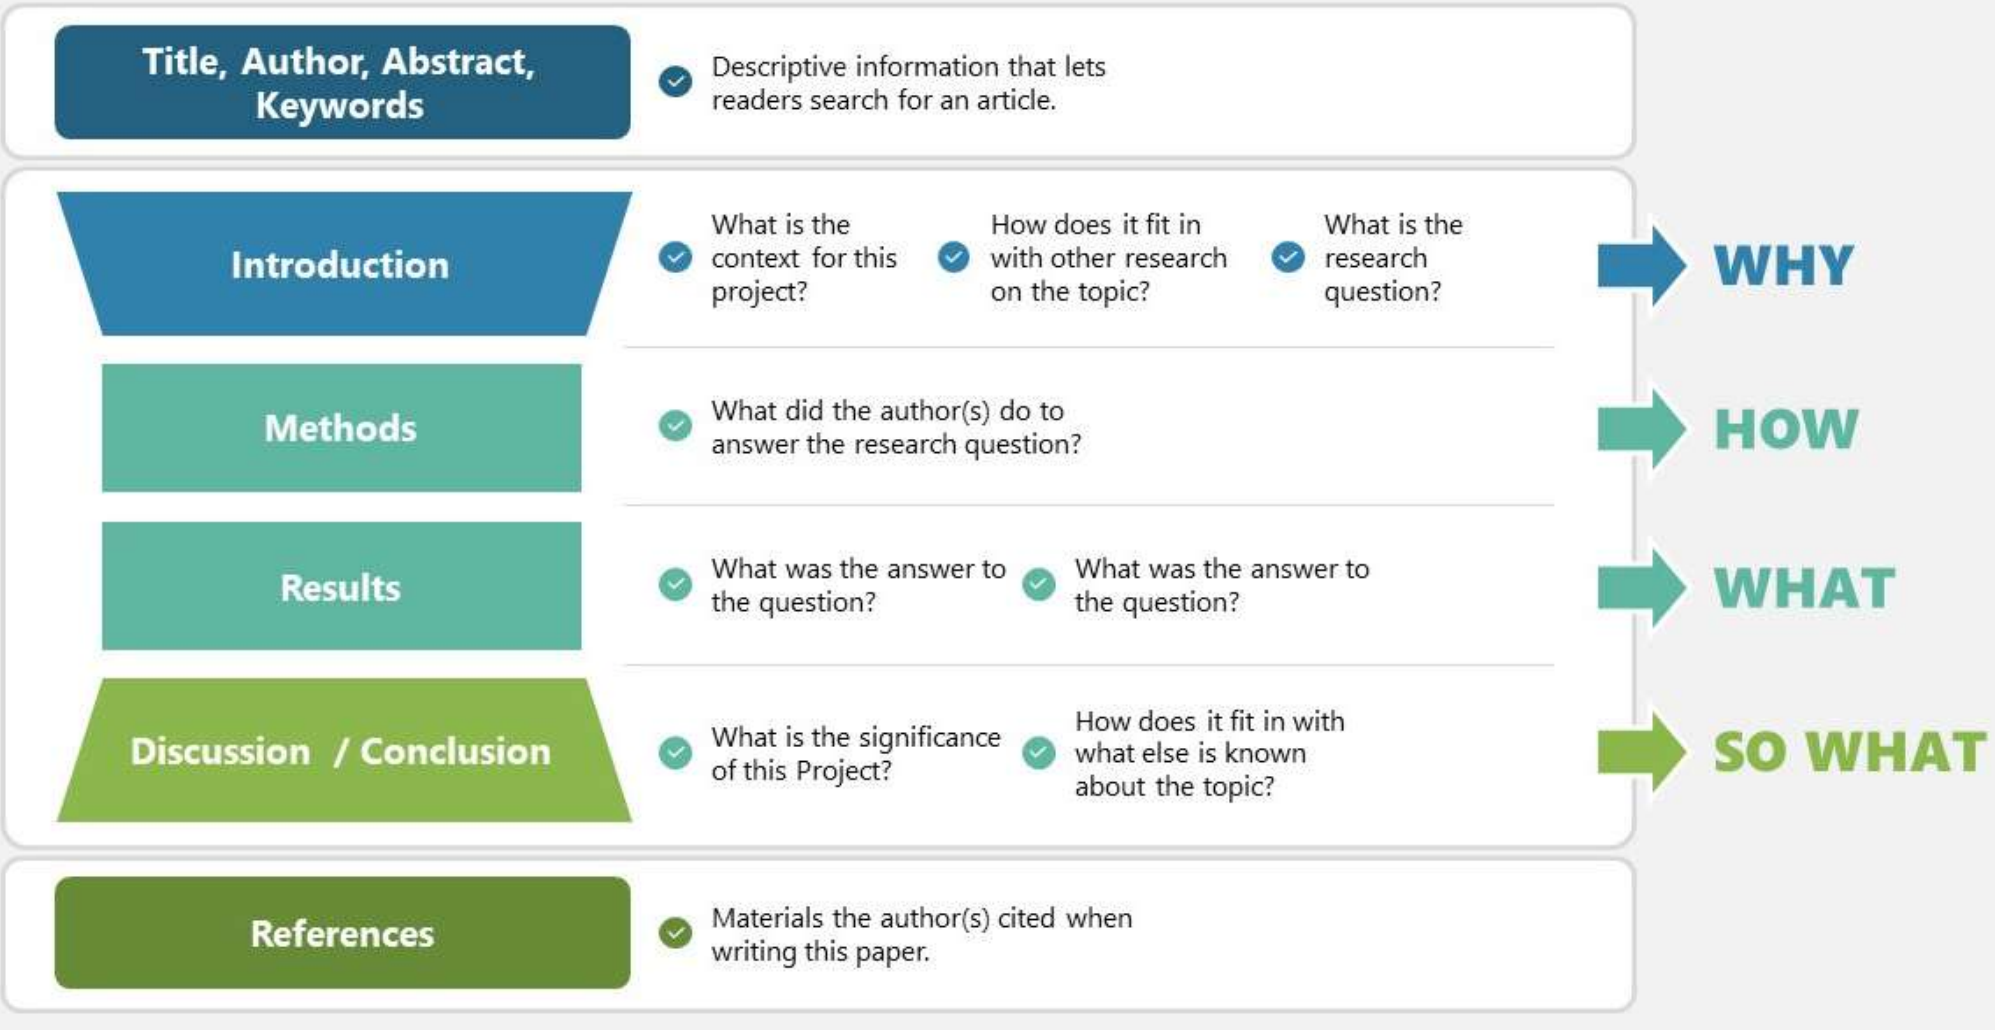 Title, Author, Abstract,
Keywords
Descriptive information that lets
readers search for an article.
Introduction
What is the
context for this
project?
How does it fit in
with other research
on the topic?
What is the
research
question?
WHY
Methods
What did the author(s) do to
answer the research question?
HOW
Results
What was the answer to
the question?
What was the answer to
the question?
WHAT
Discussion / Conclusion
What is the significance
of this Project?
How does it fit in with
what else is known
about the topic?
SO WHAT
References
Materials the author(s) cited when
writing this paper.